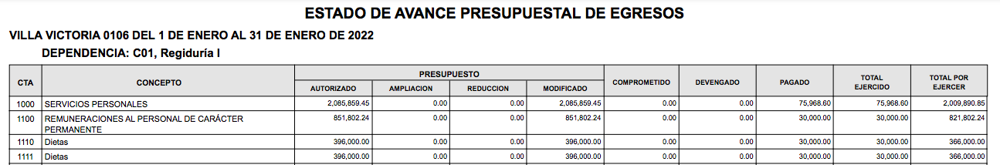 ESTADO DE AVANCE PRESUPUESTAL DE EGRESOS
VILLA VICTORIA 0106 DEL 1 DE ENERO AL 31 DE ENERO DE 2022
DEPENDENCIA: C01, Regiduría I
CTA CONCEPTO PRESUPUESTO COMPROMETIDO DEVENGADO PAGADO TOTAL EJERCIDO TOTAL POR EJERCER
AUTORIZADO AMPLIACION REDUCCION MODIFICADO
1000 SERVICIOS PERSONALES 2,085,859.45 0.00 0.00 2,085,859.45 0.00 0.00 75,968.60 75,968.60 2,009,890.85
1100 REMUNERACIONES AL PERSONAL DE CARÁCTER 851,802.24 0.00 0.00 851,802.24 0.00 0.00 30,000.00 30,000.00 821,802.24
PERMANENTE
1110 Dietas 396,000.00 0.00 0.00 396,000.00 0.00 0.00 30,000.00 30,000.00 366,000.00
1111 Dietas 396,000.00 0.00 0.00 396,000.00 0.00 0.00 30,000.00 30,000.00 366,000.00